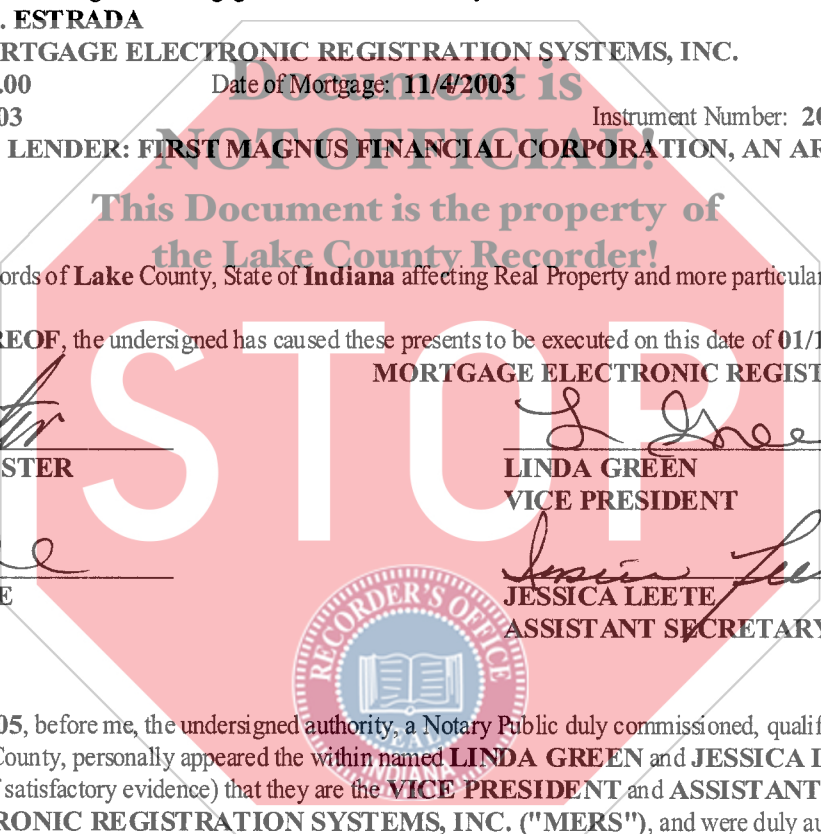 . ESTRADA
RTGAGE ELECTRONIC REGISTRATION SYSTEMS, INC.
.00 Date of Mortgage: 11/4/2003
03 Instrument Number: 20
LENDER: FIRST MAGNUS FINANCIAL CORPORATION, AN AR
Document is
NOT OFFICIAL!
This Document is the property of
the Lake County Recorder!
ords of Lake County, State of Indiana affecting Real Property and more particular
REOF, the undersigned has caused these presents to be executed on this date of 01/1
MORTGAGE ELECTRONIC REGIST
STOP
L Gree
STER LINDA GREEN
VICE PRESIDENT
Jessica Lee
E JESSICA LEETE
ASSISTANT SECRETARY
RECORDER'S OFFICE
SEAL
INDIANA
05, before me, the undersigned authority, a Notary Public duly commissioned, qualif
County, personally appeared the within named LINDA GREEN and JESSICA L
f satisfactory evidence) that they are the VICE PRESIDENT and ASSISTANT
RONIC REGISTRATION SYSTEMS, INC. ("MERS"), and were duly au